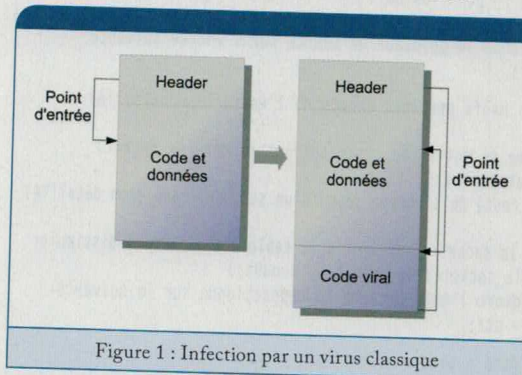 Header
Point
d'entrée
Code et
données
Header
Code et
données
Point
d'entrée
Code viral
Figure 1 : Infection par un virus classique